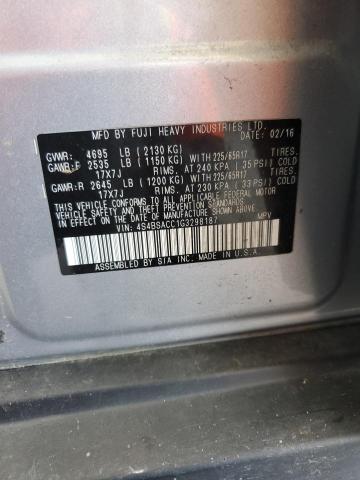 MFD BY FUJI HEAVY INDUSTRIES LTD. DATE: 02/16
GVWR: 4695 LB (2130 KG)
GAWR:F 2535 LB (1150 KG) WITH 225/65R17 TIRES.
17X7J RIMS. AT 240 KPA (35 PSI) COLD
GAWR:R 2645 LB (1200 KG) WITH 225/65R17 TIRES.
17X7J RIMS. AT 230 KPA (33 PSI) COLD
THIS VEHICLE CONFORMS TO ALL APPLICABLE FEDERAL MOTOR
VEHICLE SAFETY, BUMPER, AND THEFT PREVENTION STANDARDS
IN EFFECT ON THE DATE OF MANUFACTURE SHOWN ABOVE.
VIN: 4S4BSACC1G3298187 MPV
ASSEMBLED BY SIA INC. MADE IN U.S.A